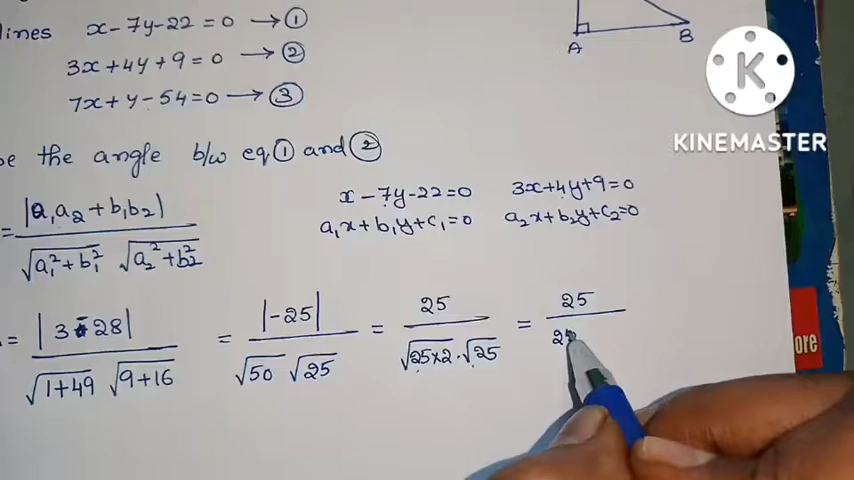 lines x - 7y - 22 = 0 → ①
3x + 4y + 9 = 0 → ②
7x + y - 54 = 0 → ③
A B
K
KINEMASTER
be the angle b/w eq ① and ②
x - 7y - 22 = 0 3x + 4y + 9 = 0
a₁x + b₁y + c₁ = 0 a₂x + b₂y + c₂ = 0
= |a₁a₂ + b₁b₂| / √(a₁² + b₁²) √(a₂² + b₂²)
= |3 - 28| / √(1+49) √(9+16) = |-25| / √50 √25 = 25 / √(25×2) · √25 = 25 / 25
or